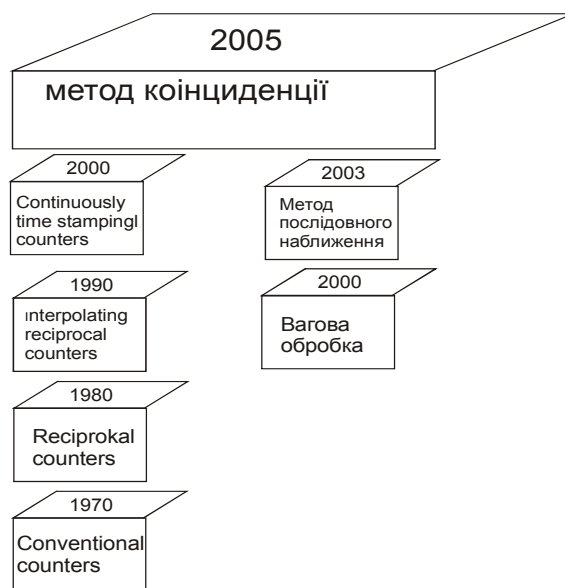 2005
метод коінциденції
2000
Continuously
time stampingl
counters
2003
Метод
послідовного
наближення
1990
ınterpolating
reciprocal
counters
2000
Вагова
обробка
1980
Reciprokal
counters
1970
Conventional
counters